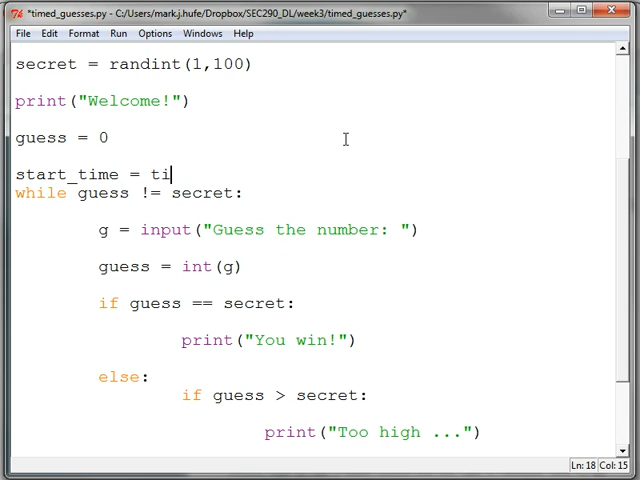 *timed_guesses.py - C:/Users/mark.j.hufe/Dropbox/SEC290_DL/week3/timed_guesses.py*
File Edit Format Run Options Windows Help
secret = randint(1,100)
print("Welcome!")
guess = 0
start_time = ti
while guess != secret:
g = input("Guess the number: ")
guess = int(g)
if guess == secret:
print("You win!")
else:
if guess > secret:
print("Too high ...")
Ln: 18 Col: 15